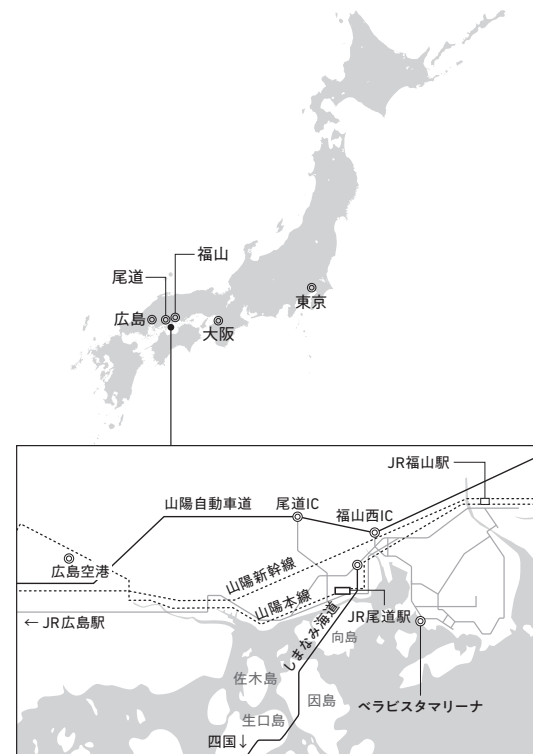 福山
尾道
広島
大阪
東京
JR福山駅
山陽自動車道
尾道IC
福山西IC
広島空港
山陽新幹線
山陽本線
JR尾道駅
← JR広島駅
しまなみ海道
向島
佐木島
因島
ベラビスタマリーナ
生口島
四国↓